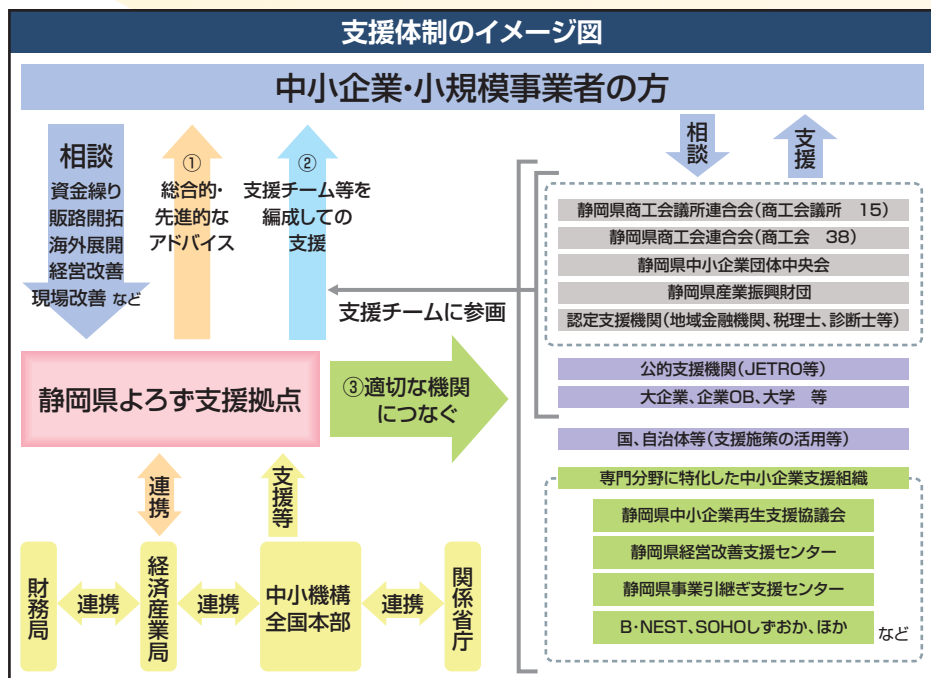 支援体制のイメージ図
中小企業・小規模事業者の方
相談
資金繰り
販路開拓
海外展開
経営改善
現場改善 など
①
総合的・
先進的な
アドバイス
②
支援チーム等を
編成しての
支援
相談
支援
静岡県商工会議所連合会(商工会議所 15)
静岡県商工会連合会(商工会 38)
静岡県中小企業団体中央会
静岡県産業振興財団
認定支援機関(地域金融機関、税理士、診断士等)
支援チームに参画
静岡県よろず支援拠点
③適切な機関
につなぐ
公的支援機関(JETRO等)
大企業、企業OB、大学 等
国、自治体等(支援施策の活用等)
専門分野に特化した中小企業支援組織
静岡県中小企業再生支援協議会
静岡県経営改善支援センター
静岡県事業引継ぎ支援センター
B・NEST、SOHOしずおか、ほか
など
連携
支援等
財務局
連携
経済産業局
連携
中小機構
全国本部
連携
関係省庁